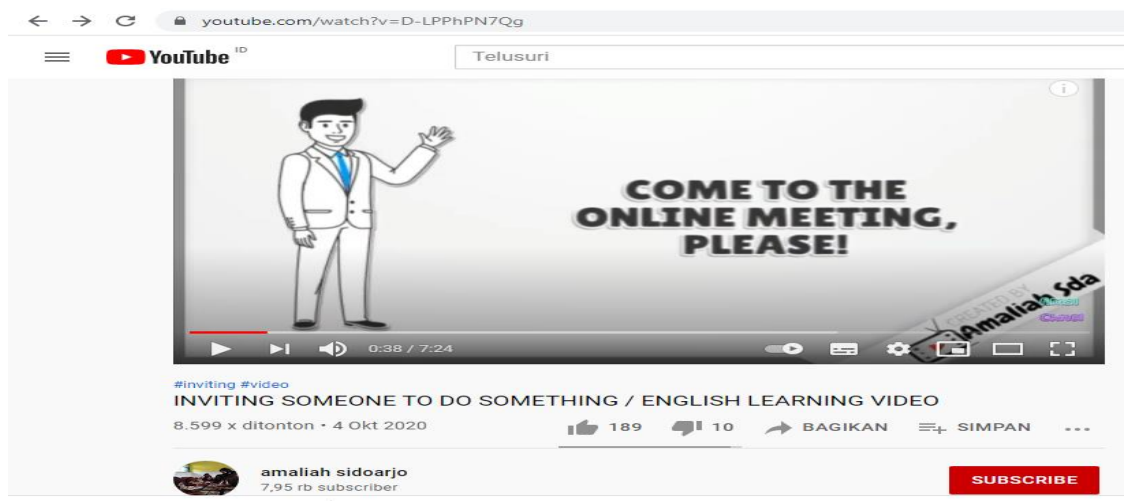 youtube.com/watch?v=D-LPPhPN7Qg
YouTube ID
Telusuri
COME TO THE
ONLINE MEETING,
PLEASE!
CREATED BY
Amaliah Sda
0:38 / 7:24
#inviting #video
INVITING SOMEONE TO DO SOMETHING / ENGLISH LEARNING VIDEO
8.599 x ditonton • 4 Okt 2020
189 10 BAGIKAN SIMPAN ...
amaliah sidoarjo
7,95 rb subscriber
SUBSCRIBE